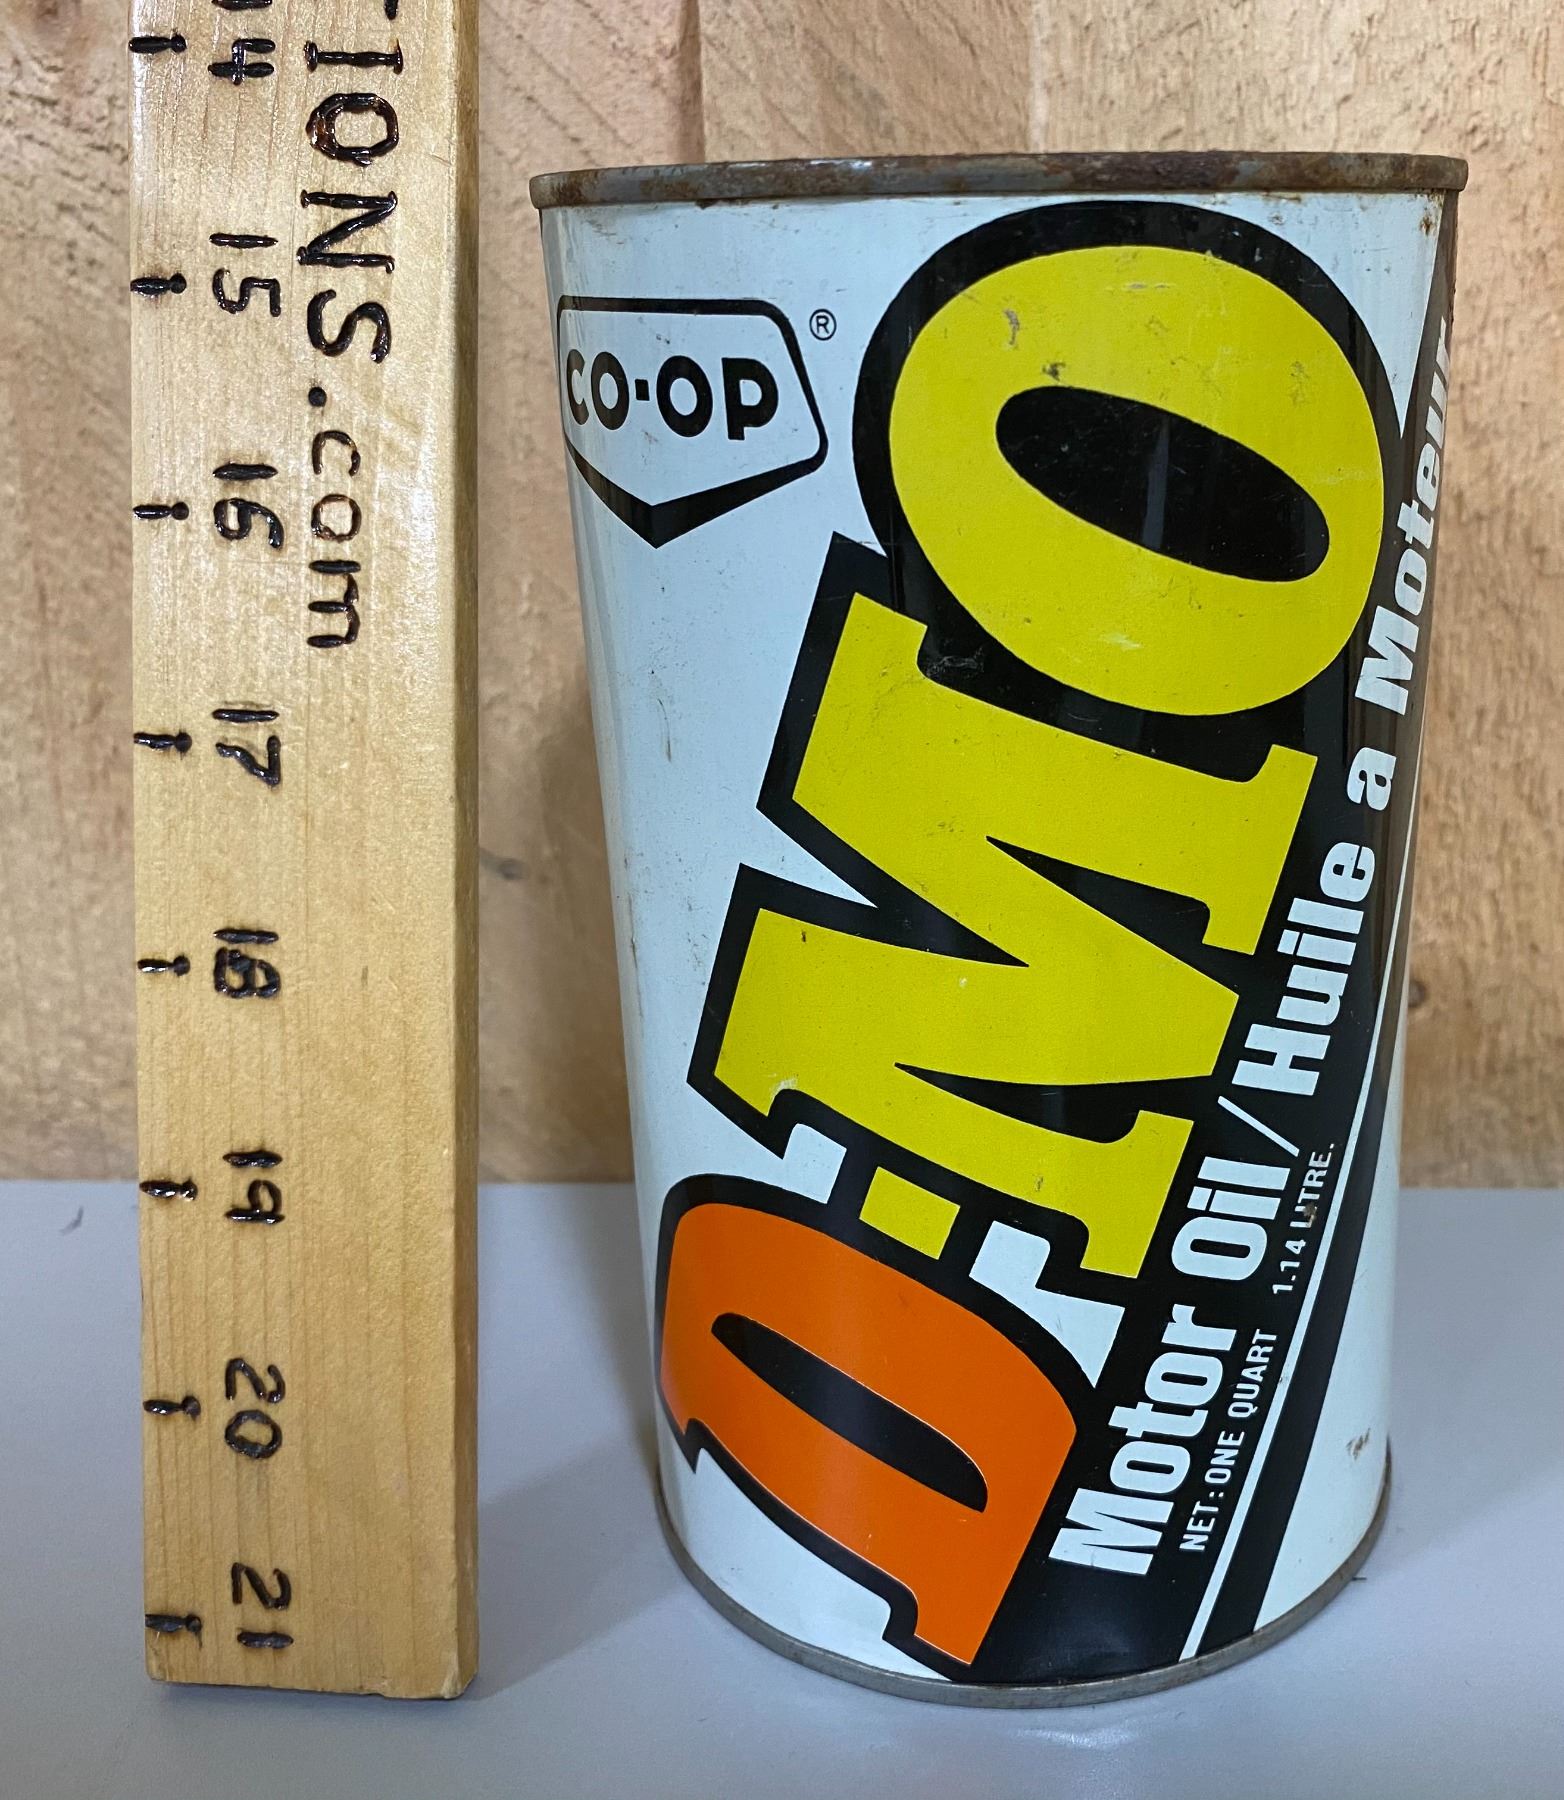 TIONS.com
14
15
16
17
18
19
20
21
CO-OP ®
D-MO
Motor Oil/Huile a Moteur
NET: ONE QUART 1.14 LITRE.